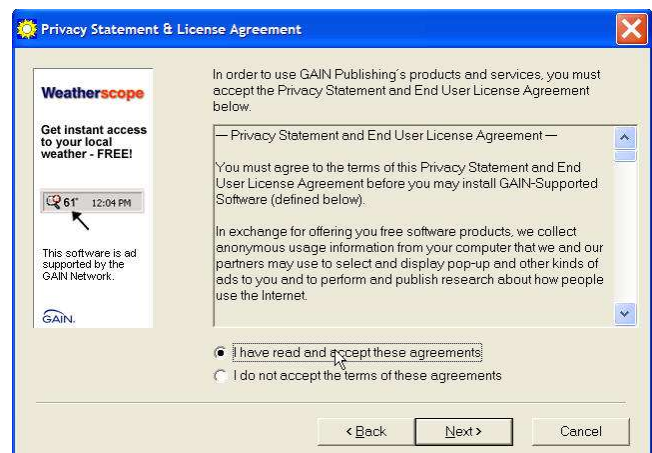 Privacy Statement & License Agreement
Weatherscope
Get instant access
to your local
weather - FREE!
61°
12:04 PM
This software is ad
supported by the
GAIN Network.
GAIN.
In order to use GAIN Publishing's products and services, you must
accept the Privacy Statement and End User License Agreement
below.
— Privacy Statement and End User License Agreement —
You must agree to the terms of this Privacy Statement and End
User License Agreement before you may install GAIN-Supported
Software (defined below).
In exchange for offering you free software products, we collect
anonymous usage information from your computer that we and our
partners may use to select and display pop-up and other kinds of
ads to you and to perform and publish research about how people
use the Internet.
I have read and accept these agreements
I do not accept the terms of these agreements
< Back
Next >
Cancel